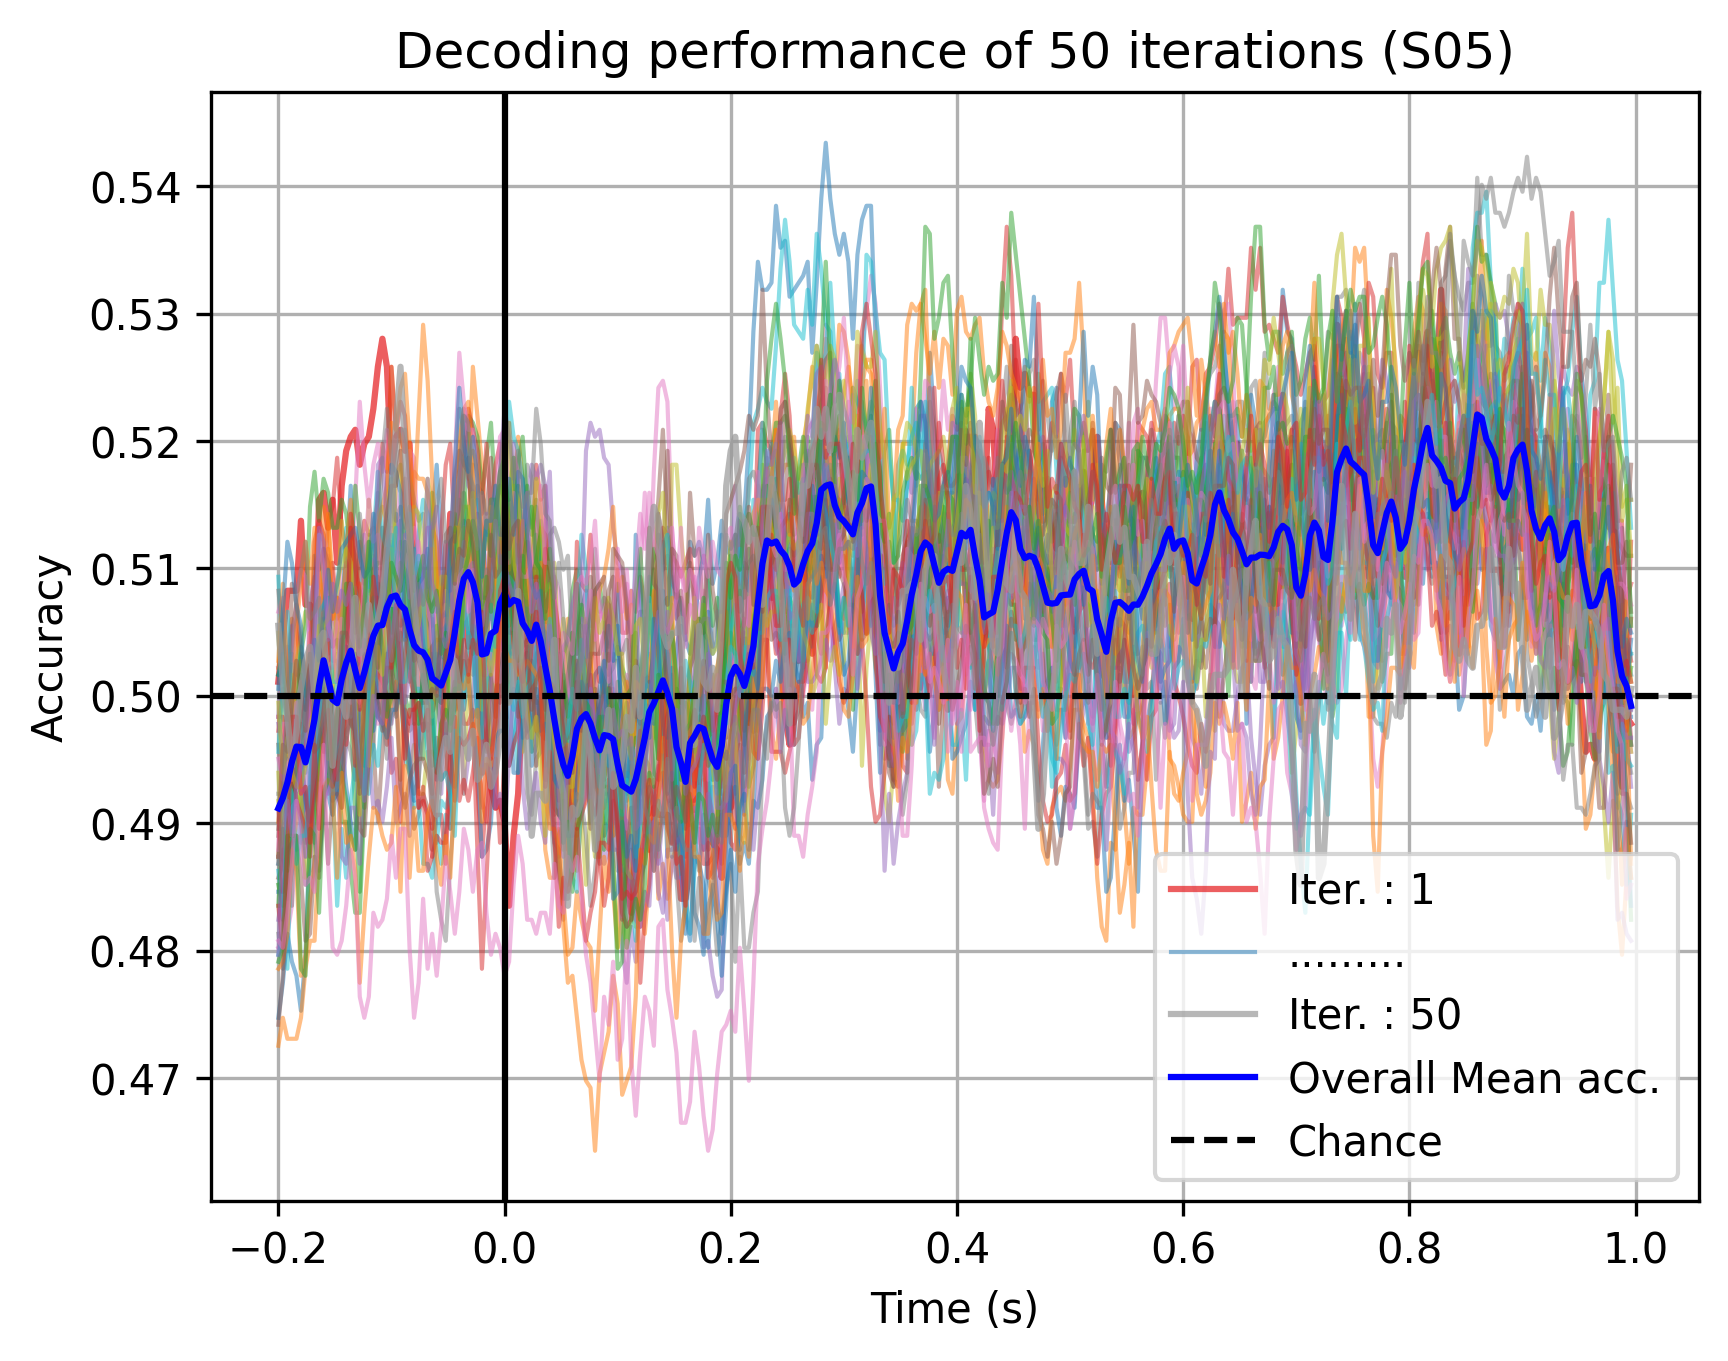 Decoding performance of 50 iterations (S05)
Accuracy
0.54
0.53
0.52
0.51
0.50
0.49
0.48
0.47
Iter. : 1
.........
Iter. : 50
Overall Mean acc.
Chance
−0.2 0.0 0.2 0.4 0.6 0.8 1.0
Time (s)